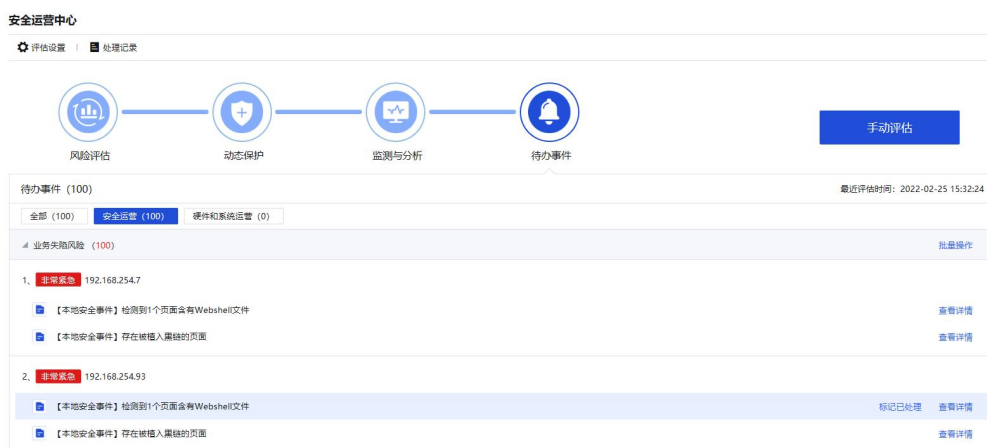 安全运营中心
评估设置 处理记录
手动评估
风险评估 动态保护 监测与分析 待办事件
待办事件（100） 最近评估时间：2022-02-25 15:32:24
全部（100） 安全运营（100） 硬件和系统运营（0）
业务失陷风险（100） 批量操作
1、 非常紧急 192.168.254.7
【本地安全事件】检测到1个页面含有Webshell文件 查看详情
【本地安全事件】存在被植入黑链的页面 查看详情
2、 非常紧急 192.168.254.93
【本地安全事件】检测到1个页面含有Webshell文件 标记已处理 查看详情
【本地安全事件】存在被植入黑链的页面 查看详情